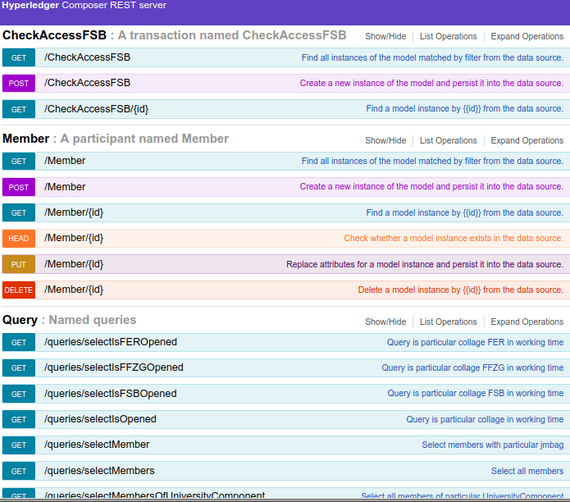 Hyperledger Composer REST server
CheckAccessFSB : A transaction named CheckAccessFSB Show/Hide List Operations Expand Operations
GET /CheckAccessFSB Find all instances of the model matched by filter from the data source.
POST /CheckAccessFSB Create a new instance of the model and persist it into the data source.
GET /CheckAccessFSB/{id} Find a model instance by {{id}} from the data source.
Member : A participant named Member Show/Hide List Operations Expand Operations
GET /Member Find all instances of the model matched by filter from the data source.
POST /Member Create a new instance of the model and persist it into the data source.
GET /Member/{id} Find a model instance by {{id}} from the data source.
HEAD /Member/{id} Check whether a model instance exists in the data source.
PUT /Member/{id} Replace attributes for a model instance and persist it into the data source.
DELETE /Member/{id} Delete a model instance by {{id}} from the data source.
Query : Named queries Show/Hide List Operations Expand Operations
GET /queries/selectIsFEROpened Query is particular collage FER in working time
GET /queries/selectIsFFZGOpened Query is particular collage FFZG in working time
GET /queries/selectIsFSBOpened Query is particular collage FSB in working time
GET /queries/selectIsOpened Query is particular collage in working time
GET /queries/selectMember Select members with particular jmbag
GET /queries/selectMembers Select all members
GET /queries/selectMembersOfUniversityComponent Select all members of particular UniversityComponent